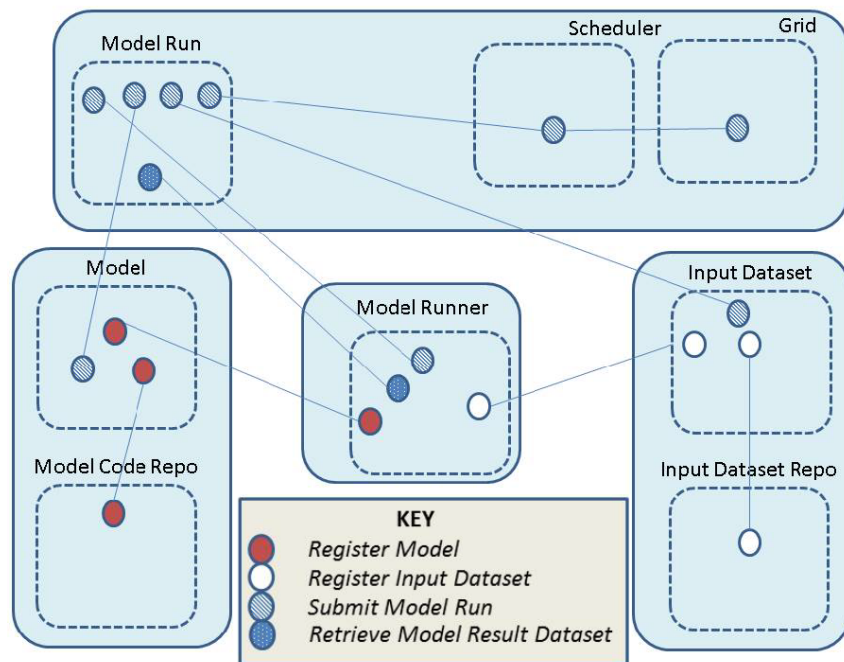 Model Run
Scheduler
Grid
Model
Model Runner
Input Dataset
Model Code Repo
Input Dataset Repo
KEY
Register Model
Register Input Dataset
Submit Model Run
Retrieve Model Result Dataset